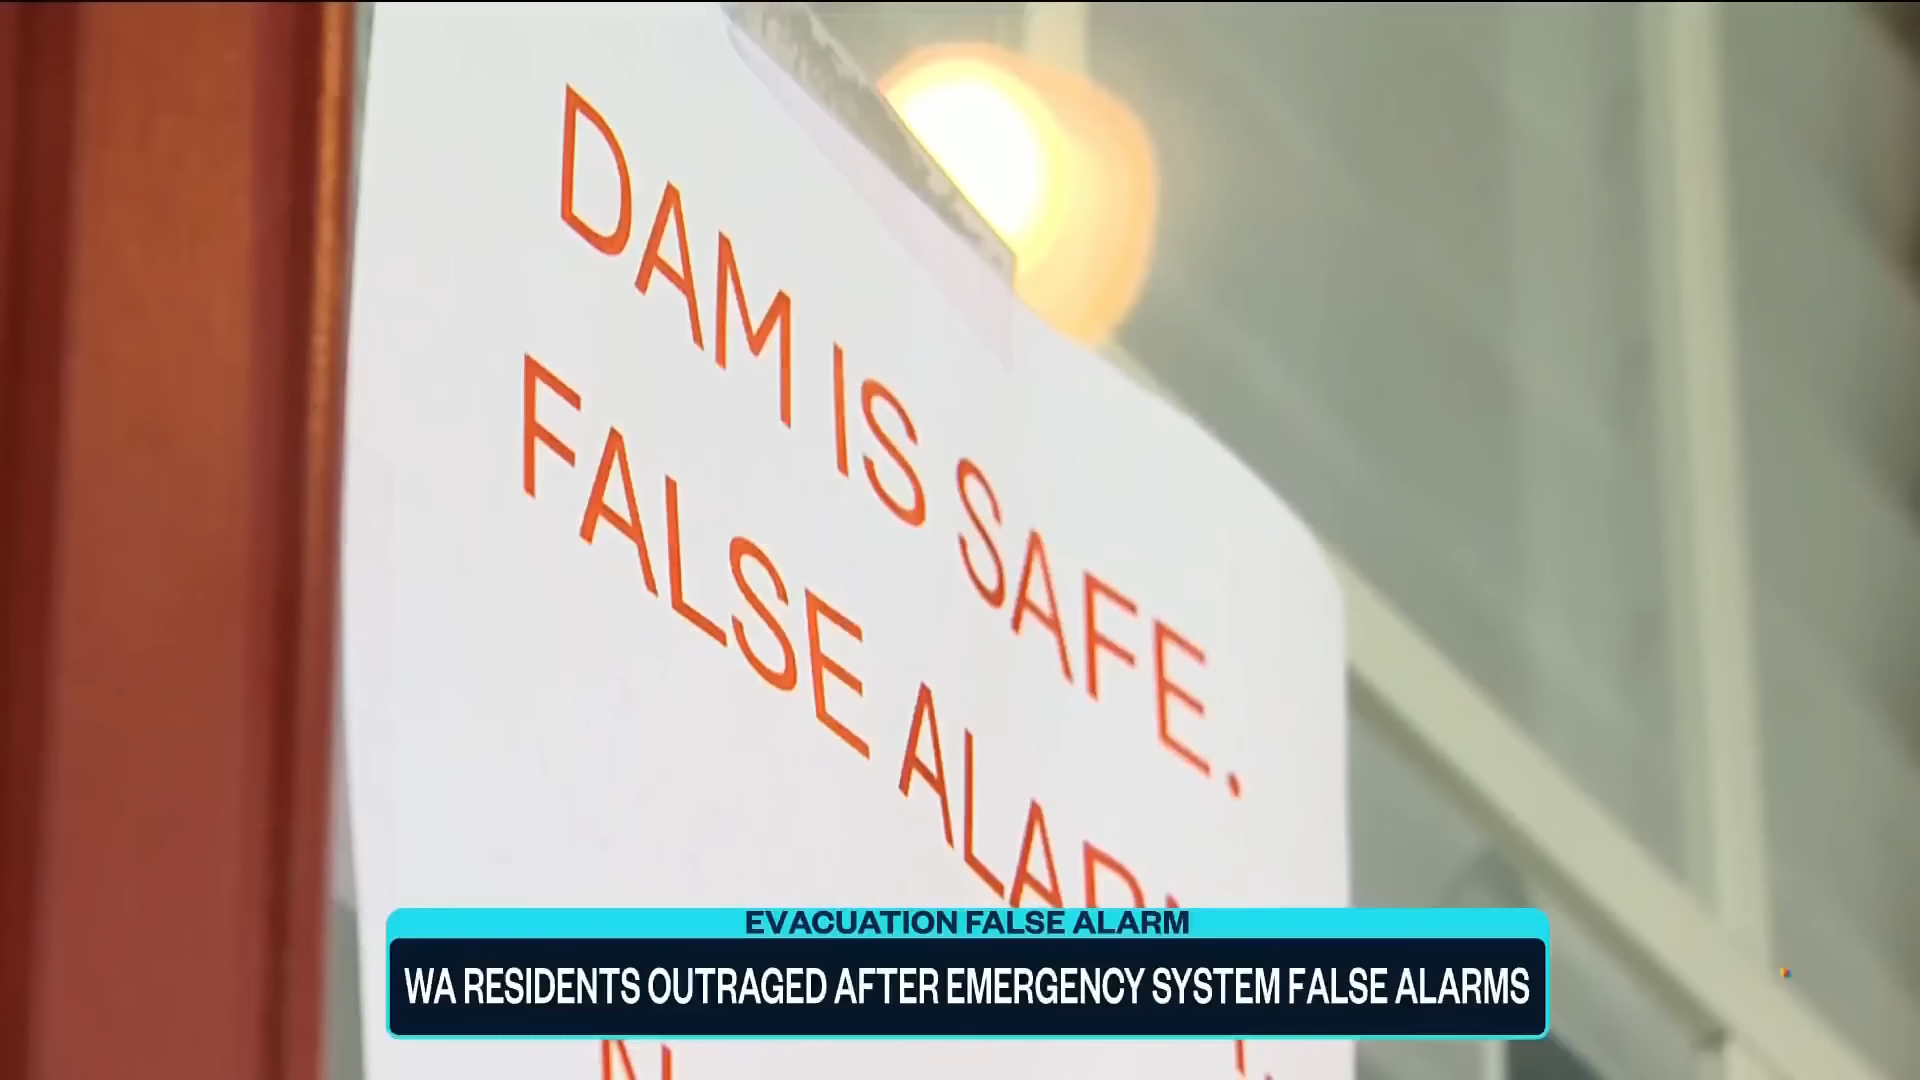 DAM IS SAFE.
FALSE
EVACUATION FALSE ALARM
WA RESIDENTS OUTRAGED AFTER EMERGENCY SYSTEM FALSE ALARMS